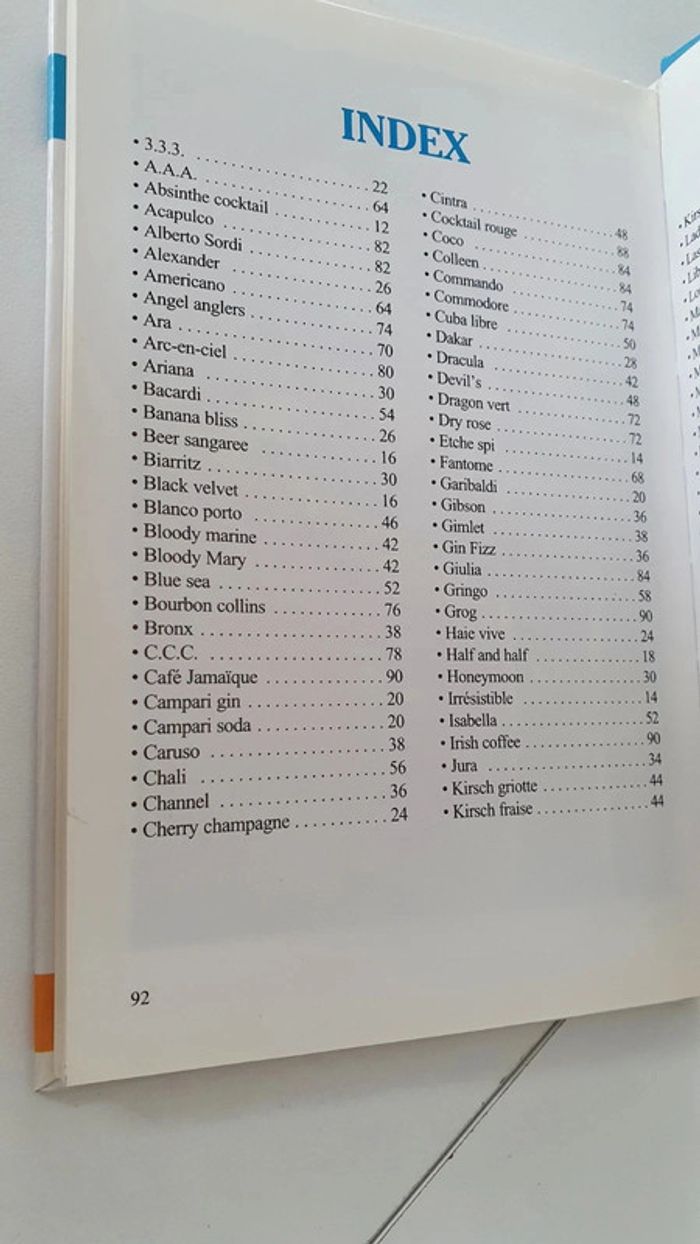 INDEX
• 3.3.3. .................... 22
• A.A.A. .................... 64
• Absinthe cocktail ............ 12
• Acapulco .................... 82
• Alberto Sordi ................ 82
• Alexander .................. 26
• Americano .................. 64
• Angel anglers ................ 74
• Ara ........................ 70
• Arc-en-ciel .................. 80
• Ariana ...................... 30
• Bacardi .................... 54
• Banana bliss ................ 26
• Beer sangaree .............. 16
• Biarritz .................... 30
• Black velvet ................ 16
• Blanco porto ................ 46
• Bloody marine .............. 42
• Bloody Mary ................ 42
• Blue sea .................... 52
• Bourbon collins ............ 76
• Bronx ...................... 38
• C.C.C. .................... 78
• Café Jamaïque .............. 90
• Campari gin ................ 20
• Campari soda .............. 20
• Caruso .................... 38
• Chali ...................... 56
• Channel .................... 36
• Cherry champagne .......... 24
• Cintra ...................... 48
• Cocktail rouge .............. 88
• Coco ...................... 84
• Colleen .................... 84
• Commando ................ 74
• Commodore ................ 74
• Cuba libre .................. 50
• Dakar ...................... 28
• Dracula .................... 42
• Devil's .................... 48
• Dragon vert ................ 72
• Dry rose .................... 72
• Etche spi .................. 14
• Fantome .................... 68
• Garibaldi .................. 20
• Gibson .................... 36
• Gimlet .................... 38
• Gin Fizz .................. 36
• Giulia .................... 84
• Gringo .................... 58
• Grog ...................... 90
• Haie vive .................. 24
• Half and half .............. 18
• Honeymoon ................ 30
• Irrésistible ................ 14
• Isabella .................... 52
• Irish coffee ................ 90
• Jura ...................... 34
• Kirsch griotte .............. 44
• Kirsch fraise .............. 44
92